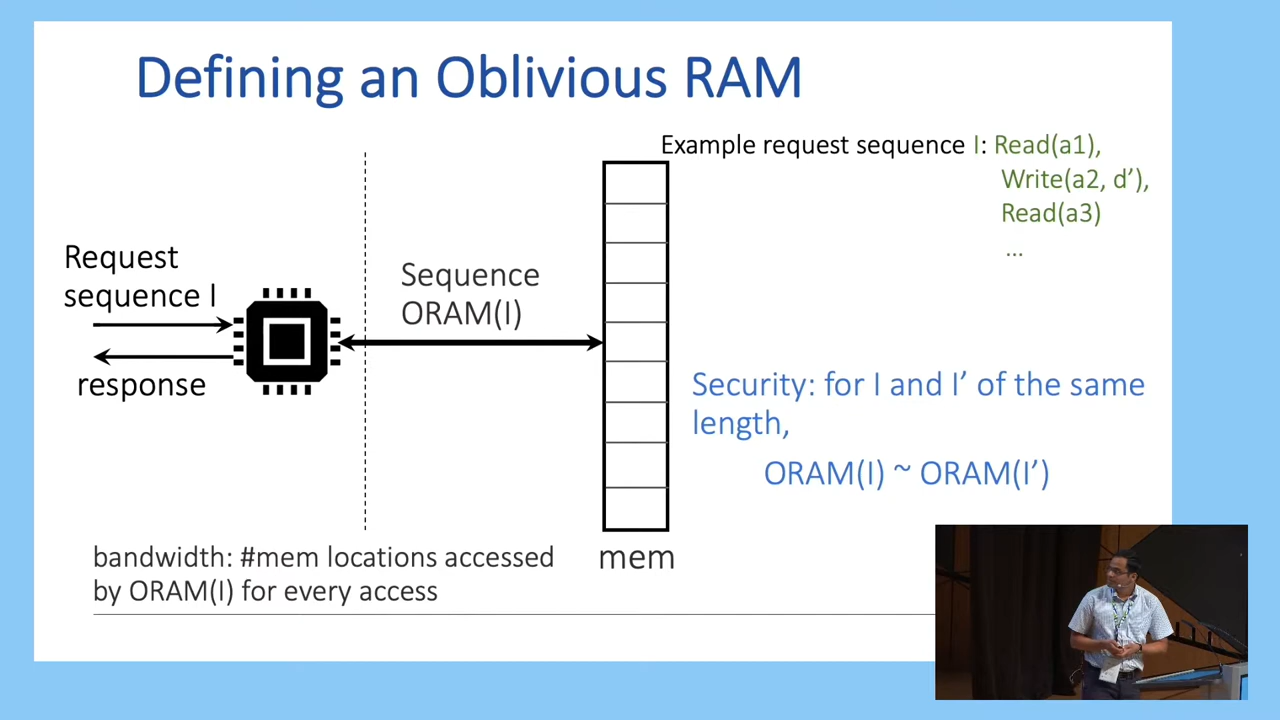 Defining an Oblivious RAM
Example request sequence I: Read(a1),
Write(a2, d’),
Read(a3)
...
Request
sequence I
response
Sequence
ORAM(I)
Security: for I and I’ of the same
length,
ORAM(I) ~ ORAM(I’)
bandwidth: #mem locations accessed
by ORAM(I) for every access
mem